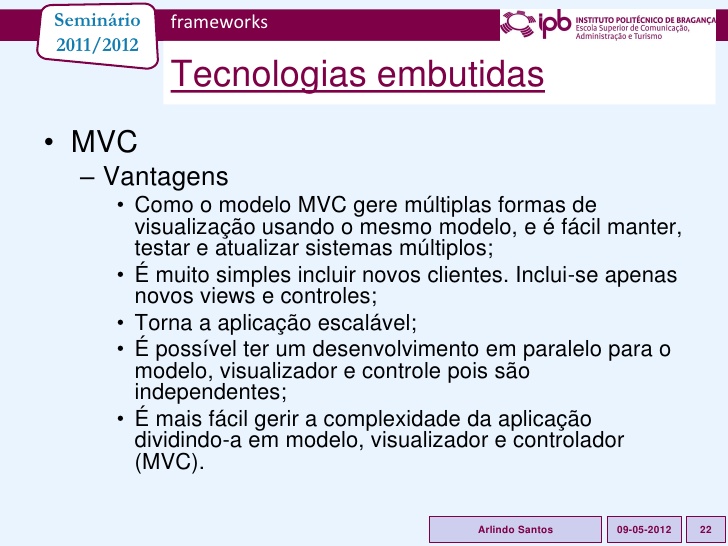 Seminário
2011/2012
frameworks
ipb
INSTITUTO POLITÉCNICO DE BRAGANÇA
Escola Superior de Comunicação,
Administração e Turismo
Tecnologias embutidas
• MVC
– Vantagens
• Como o modelo MVC gere múltiplas formas de
visualização usando o mesmo modelo, e é fácil manter,
testar e atualizar sistemas múltiplos;
• É muito simples incluir novos clientes. Inclui-se apenas
novos views e controles;
• Torna a aplicação escalável;
• É possível ter um desenvolvimento em paralelo para o
modelo, visualizador e controle pois são
independentes;
• É mais fácil gerir a complexidade da aplicação
dividindo-a em modelo, visualizador e controlador
(MVC).
Arlindo Santos
09-05-2012
22